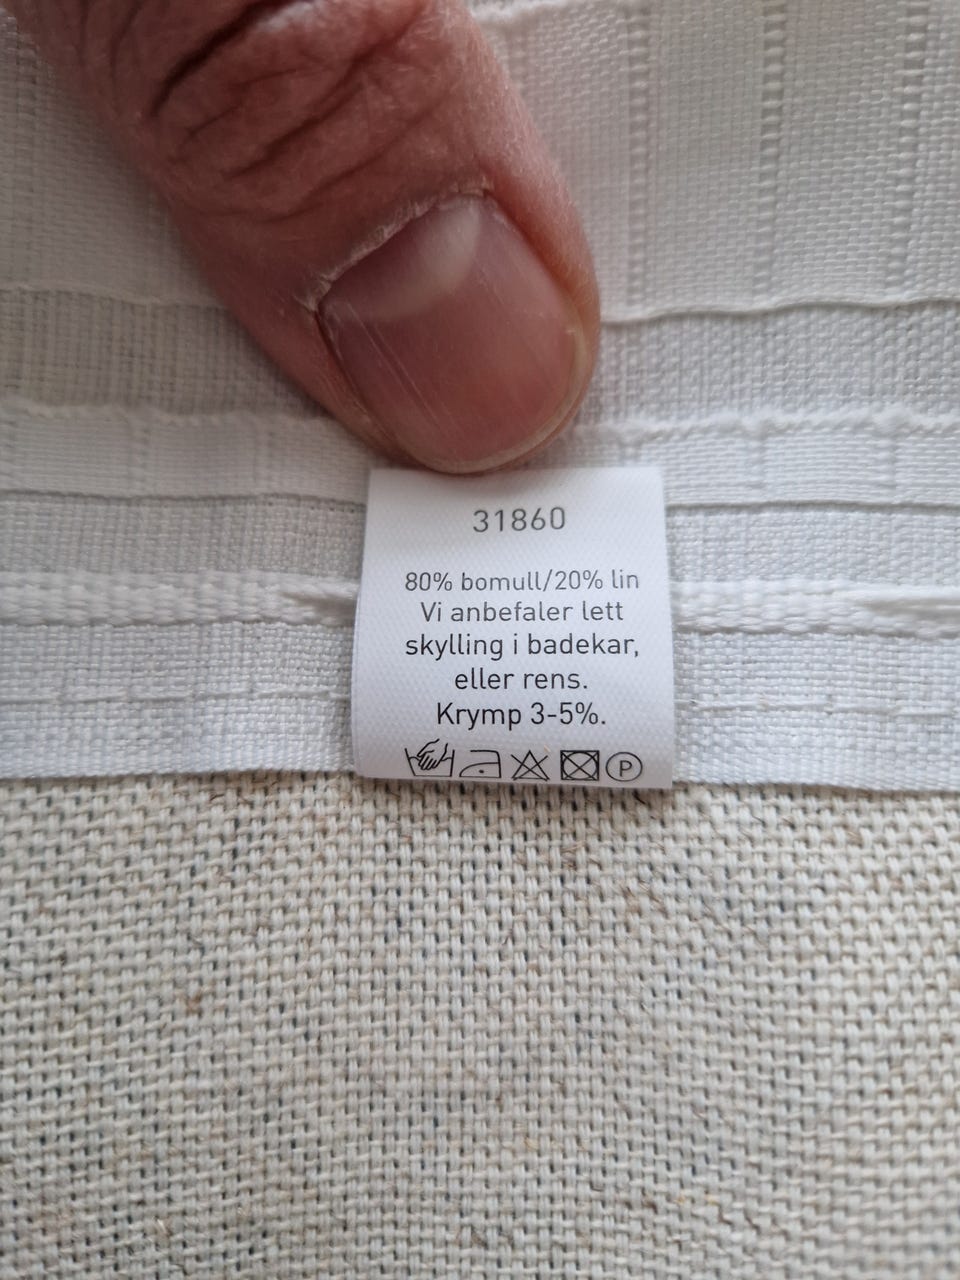 31860
80% bomull/20% lin
Vi anbefaler lett
skylling i badekar,
eller rens.
Krymp 3-5%.
P